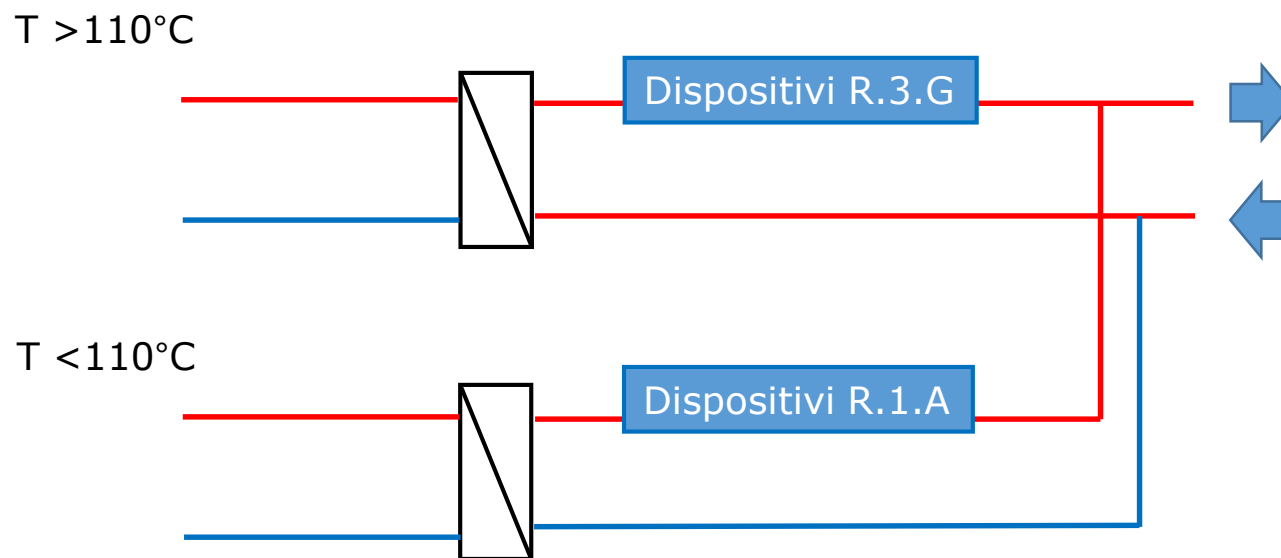 T >110°C
Dispositivi R.3.G
T <110°C
Dispositivi R.1.A